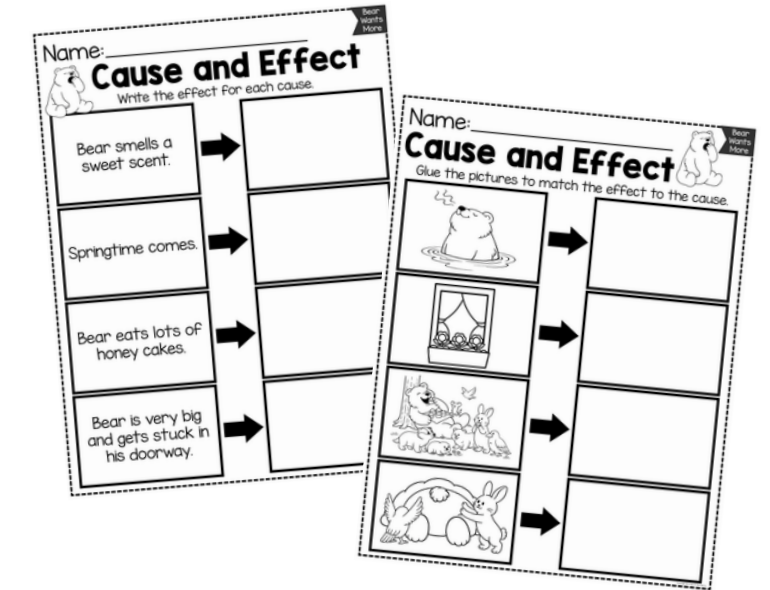 Bear
Wants
More
Name:
Cause and Effect
Write the effect for each cause.
Bear smells a
sweet scent.
Springtime comes.
Bear eats lots of
honey cakes.
Bear is very big
and gets stuck in
his doorway.
Bear
Wants
More
Name:
Cause and Effect
Glue the pictures to match the effect to the cause.